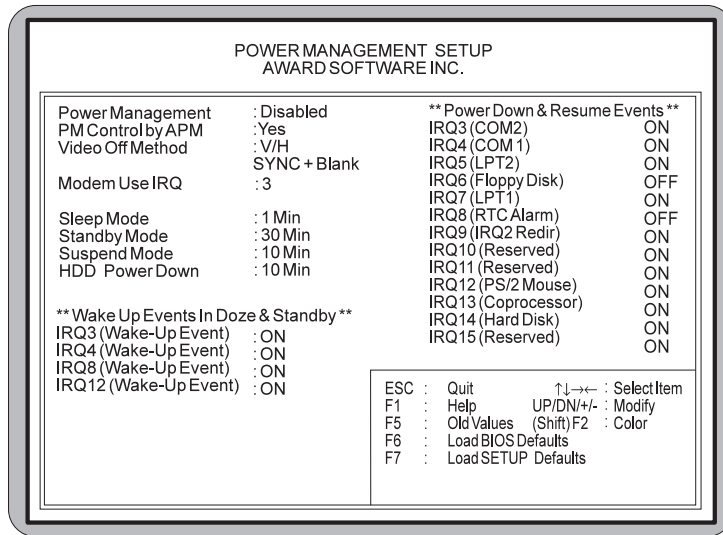 POWER MANAGEMENT SETUP
AWARD SOFTWARE INC.
Power Management : Disabled
PM Control by APM : Yes
Video Off Method : V/H
SYNC + Blank
Modem Use IRQ : 3
Sleep Mode : 1 Min
Standby Mode : 30 Min
Suspend Mode : 10 Min
HDD Power Down : 10 Min
** Wake Up Events In Doze & Standby **
IRQ3 (Wake-Up Event) : ON
IRQ4 (Wake-Up Event) : ON
IRQ8 (Wake-Up Event) : ON
IRQ12 (Wake-Up Event) : ON
** Power Down & Resume Events **
IRQ3 (COM2) ON
IRQ4 (COM 1) ON
IRQ5 (LPT2) ON
IRQ6 (Floppy Disk) OFF
IRQ7 (LPT1) ON
IRQ8 (RTC Alarm) OFF
IRQ9 (IRQ2 Redir) ON
IRQ10 (Reserved) ON
IRQ11 (Reserved) ON
IRQ12 (PS/2 Mouse) ON
IRQ13 (Coprocessor) ON
IRQ14 (Hard Disk) ON
IRQ15 (Reserved) ON
ESC : Quit ↑↓→← : Select Item
F1 : Help UP/DN/+/- : Modify
F5 : Old Values (Shift) F2 : Color
F6 : Load BIOS Defaults
F7 : Load SETUP Defaults